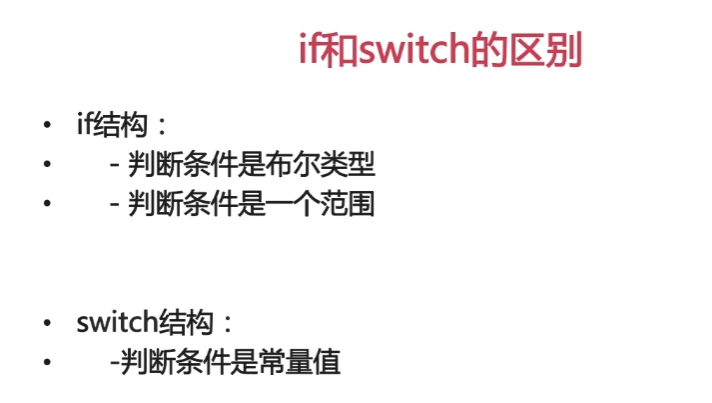 if和switch的区别
• if结构：
• - 判断条件是布尔类型
• - 判断条件是一个范围
• switch结构：
• -判断条件是常量值